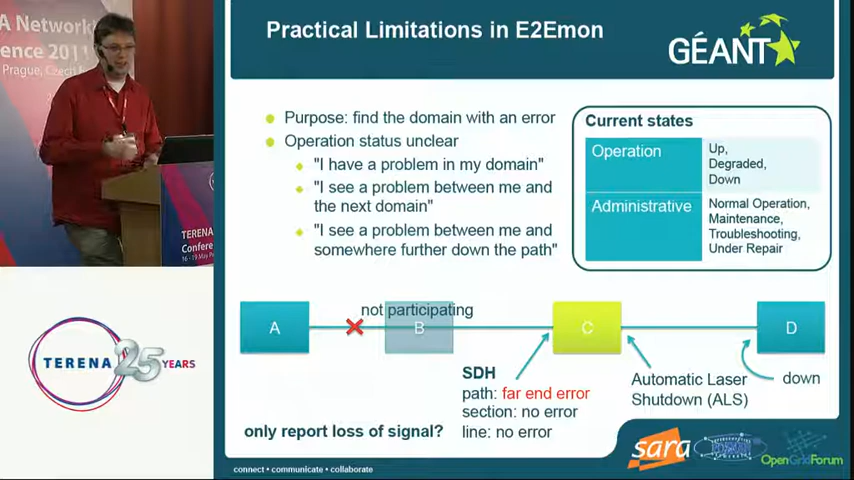 A Network
ence 2011
Prague, Czech
TERENA
Conference
16 - 19 May
TERENA 25 YEARS
Practical Limitations in E2Emon
GÉANT
Purpose: find the domain with an error
Operation status unclear
"I have a problem in my domain"
"I see a problem between me and
the next domain"
"I see a problem between me and
somewhere further down the path"
Current states
Operation
Up,
Degraded,
Down
Administrative
Normal Operation,
Maintenance,
Troubleshooting,
Under Repair
not participating
A
B
C
D
SDH
path: far end error
section: no error
line: no error
Automatic Laser
Shutdown (ALS)
down
only report loss of signal?
connect • communicate • collaborate
sara
OpenGridForum